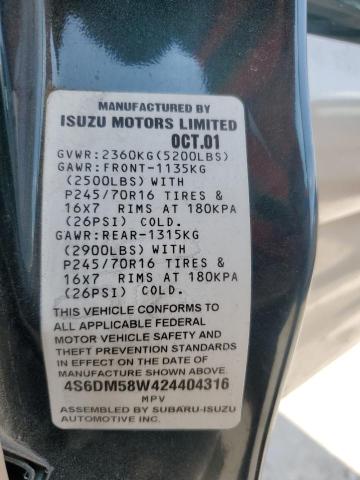 MANUFACTURED BY
ISUZU MOTORS LIMITED
OCT.01
GVWR:2360KG(5200LBS)
GAWR:FRONT-1135KG
(2500LBS)WITH
P245/70R16 TIRES &
16X7 RIMS AT 180KPA
(26PSI) COLD.
GAWR:REAR-1315KG
(2900LBS)WITH
P245/70R16 TIRES &
16X7 RIMS AT 180KPA
(26PSI) COLD.
THIS VEHICLE CONFORMS TO
ALL APPLICABLE FEDERAL
MOTOR VEHICLE SAFETY AND
THEFT PREVENTION STANDARDS
IN EFFECT ON THE DATE OF
MANUFACTURE SHOWN ABOVE.
4S6DM58W424404316
MPV
ASSEMBLED BY SUBARU-ISUZU
AUTOMOTIVE INC.